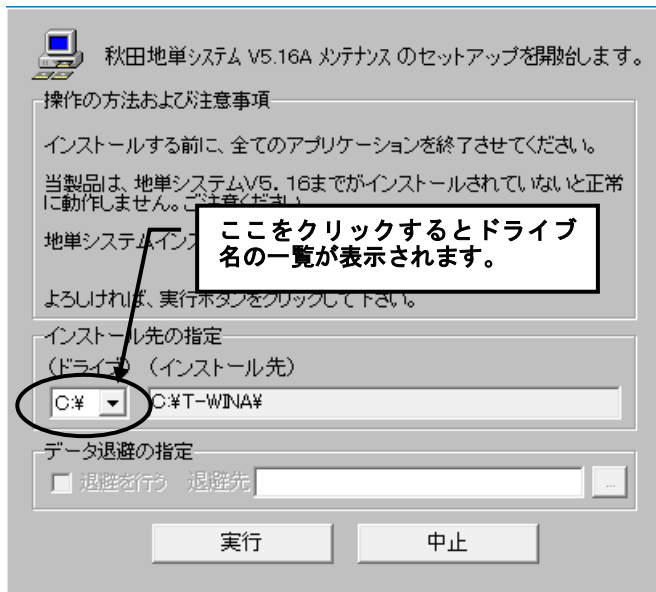 秋田地単システム V5.16A メンテナンス のセットアップを開始します。
操作の方法および注意事項
インストールする前に、全てのアプリケーションを終了させてください。
当製品は、地単システムV5．16までがインストールされていないと正常
に動作しません。ご注意ください
地単システムインス
ここをクリックするとドライブ
名の一覧が表示されます。
よろしければ、実行ボタンをクリックして下さい。
インストール先の指定
(ドライブ) (インストール先)
C:¥ C:¥T-WINA¥
データ退避の指定
退避を行う 退避先 ...
実行 中止